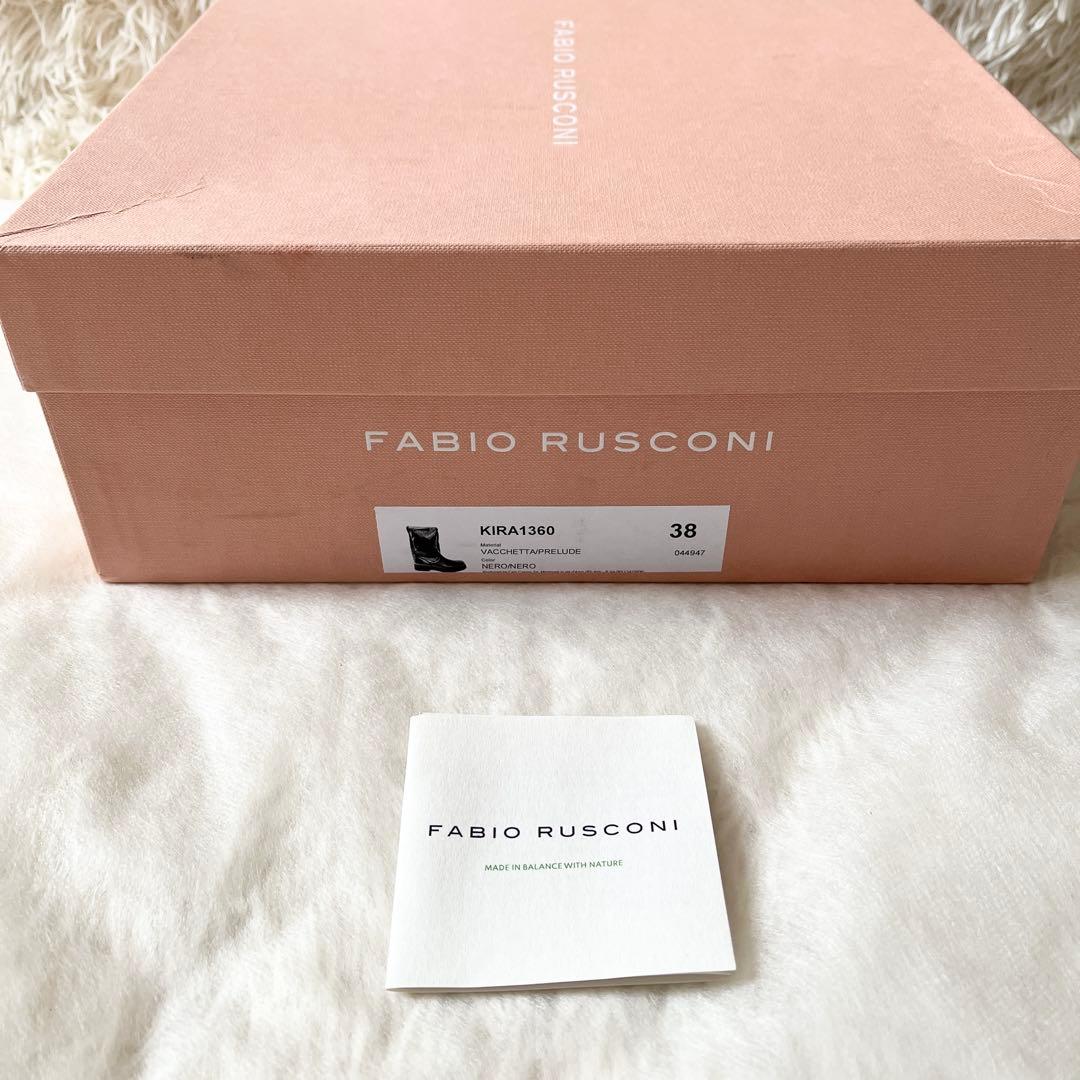 FABIO RUSCONI
FABIO RUSCONI
KIRA1360
38
Material
VACCHETTA/PRELUDE
044947
Color
NERO/NERO
FABIO RUSCONI
MADE IN BALANCE WITH NATURE